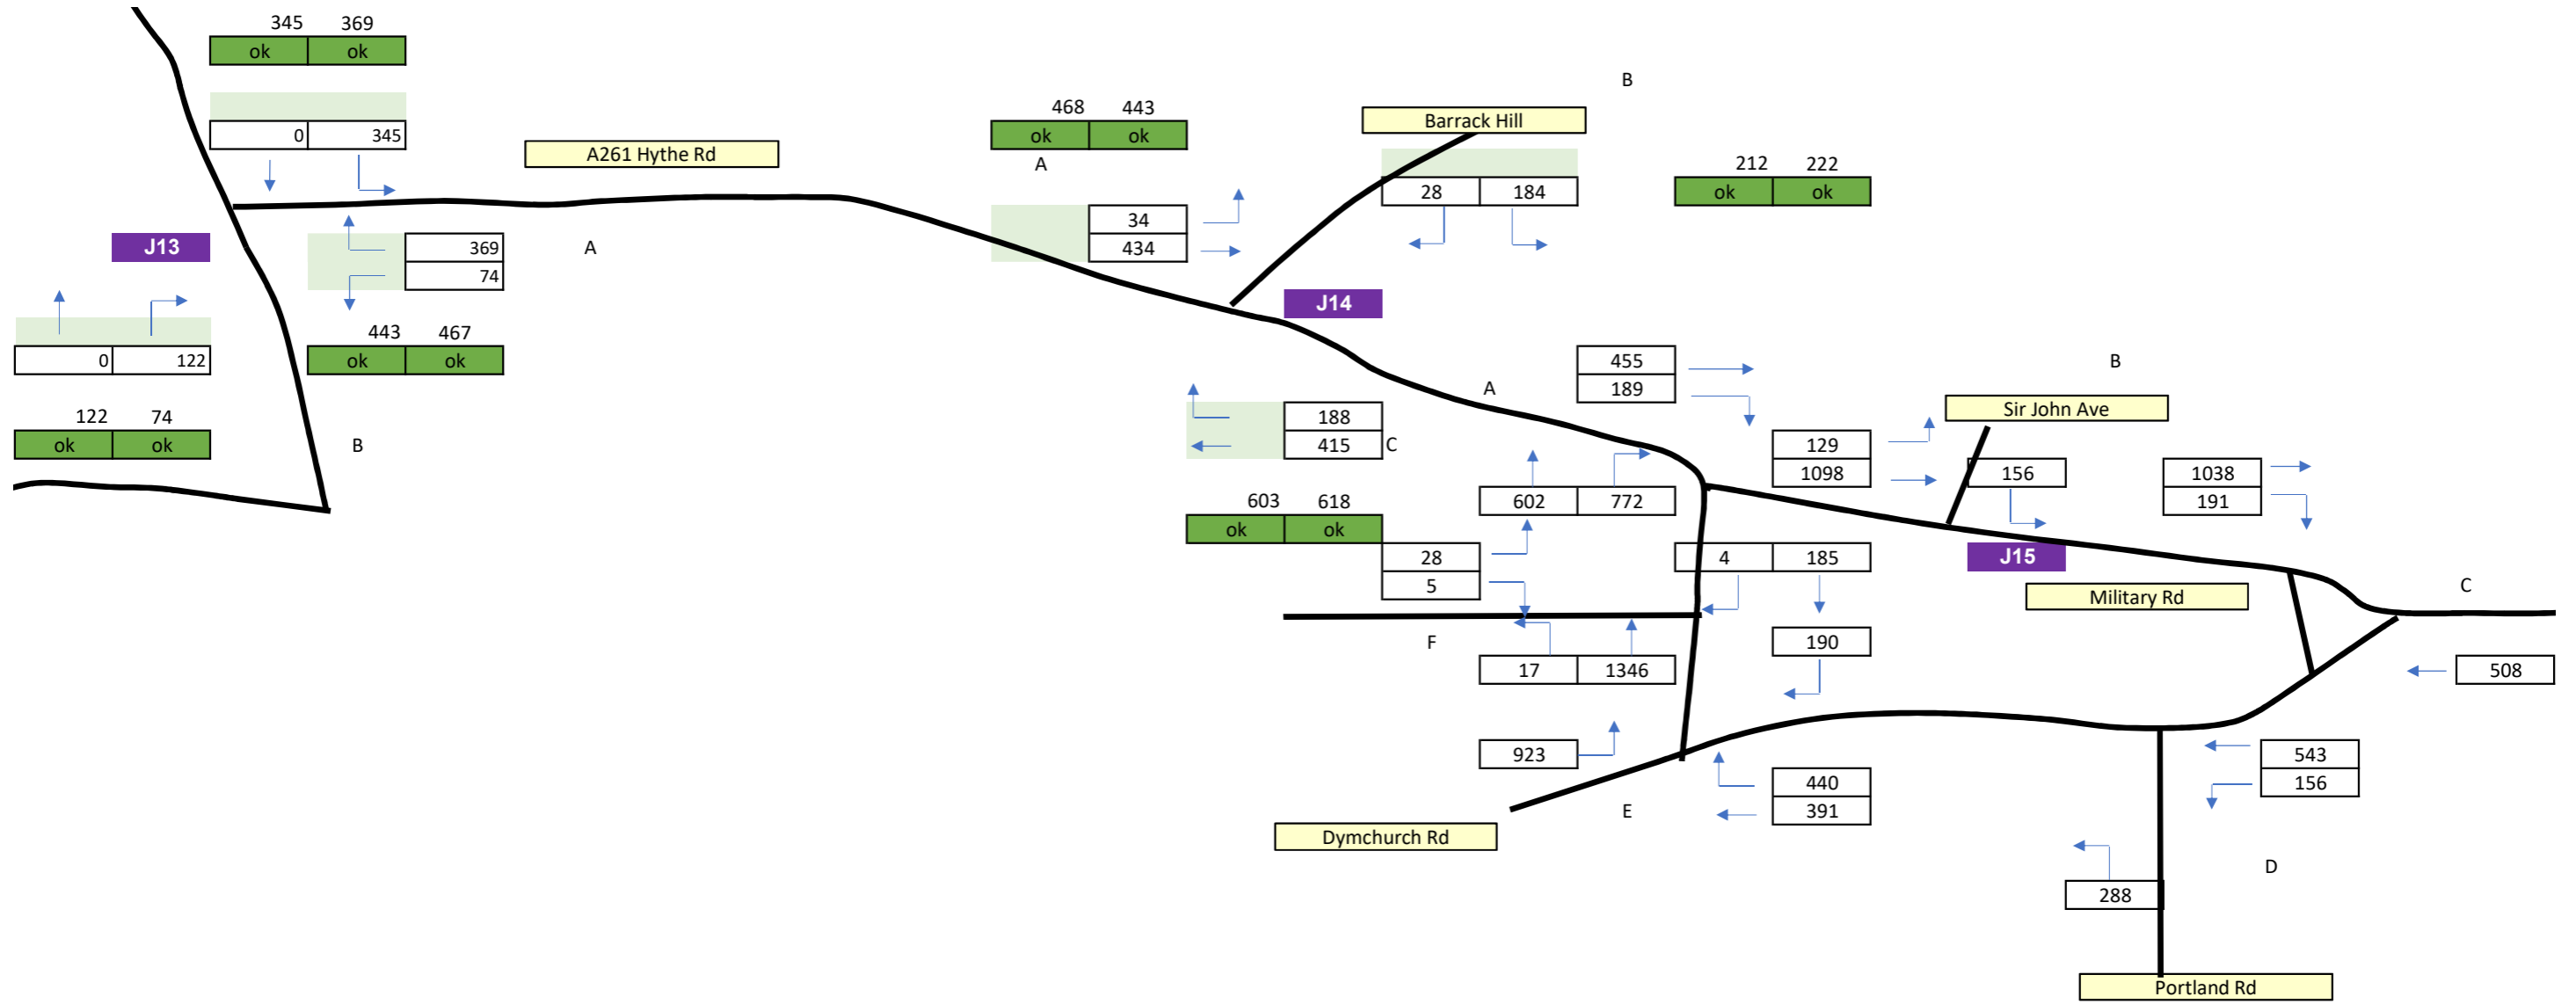 345 369
ok ok
B
468 443
Barrack Hill
0 345
ok ok
A261 Hythe Rd
A
212 222
28 184
ok ok
34
434
J13
369
A
74
J14
443 467
0 122
ok ok
455
B
189
A
122 74
188
Sir John Ave
ok ok
B
415
C
129
1098
156
1038
602 772
191
603 618
ok ok
28
4 185
J15
5
Military Rd
C
F
190
17 1346
508
923
543
440
156
E
391
Dymchurch Rd
D
288
Portland Rd